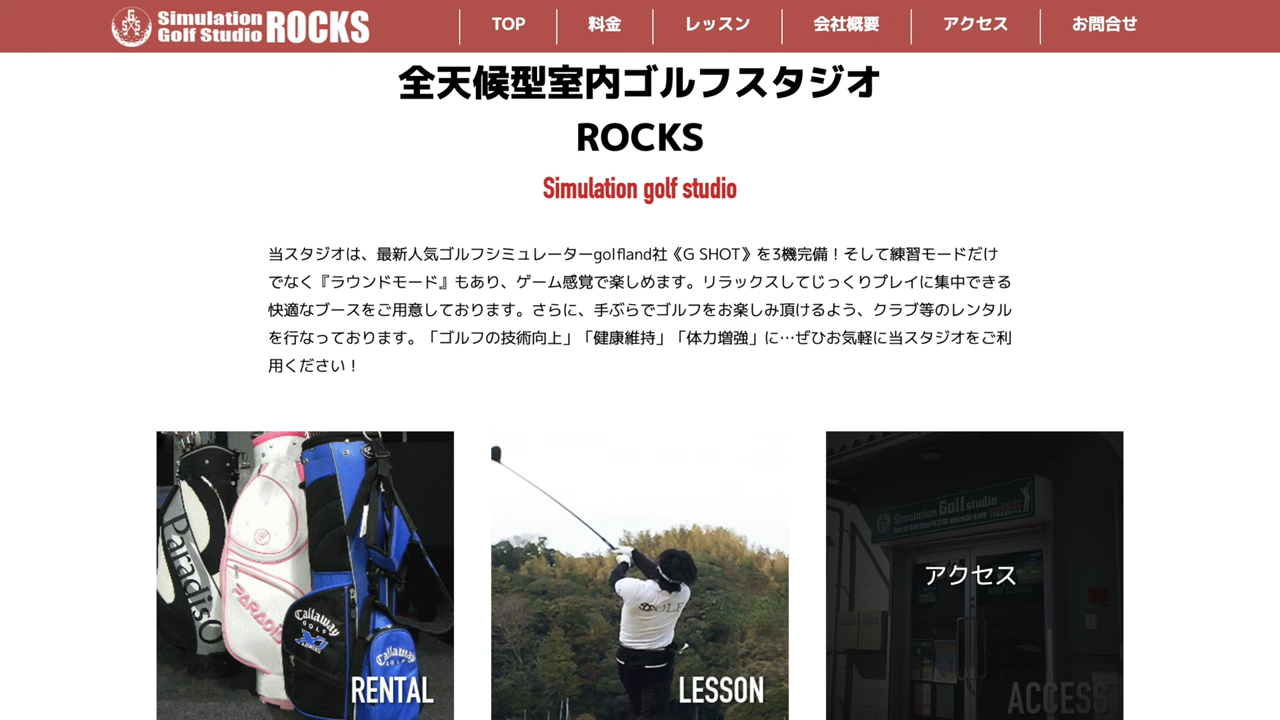 Simulation
Golf Studio ROCKS
TOP
料金
レッスン
会社概要
アクセス
お問合せ
全天候型室内ゴルフスタジオ
ROCKS
Simulation golf studio
当スタジオは、最新人気ゴルフシミュレーターgolfland社《G SHOT》を3機完備！そして練習モードだけ
でなく『ラウンドモード』もあり、ゲーム感覚で楽しめます。リラックスしてじっくりプレイに集中できる
快適なブースをご用意しております。さらに、手ぶらでゴルフをお楽しみ頂けるよう、クラブ等のレンタル
を行なっております。「ゴルフの技術向上」「健康維持」「体力増強」に…ぜひお気軽に当スタジオをご利
用ください！
Paradiso
PARADISO
Callaway
GOLF
X
Callaway
GOLF
RENTAL
GOLF
LESSON
Simulation Golf studio
アクセス
ACCESS